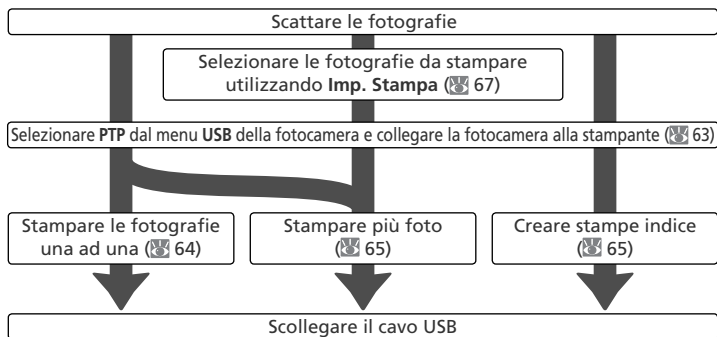 Scattare le fotografie
Selezionare le fotografie da stampare
utilizzando Imp. Stampa (67)
Selezionare PTP dal menu USB della fotocamera e collegare la fotocamera alla stampante (63)
Stampare le fotografie
una ad una (64)
Stampare più foto
(65)
Creare stampe indice
(65)
Scollegare il cavo USB